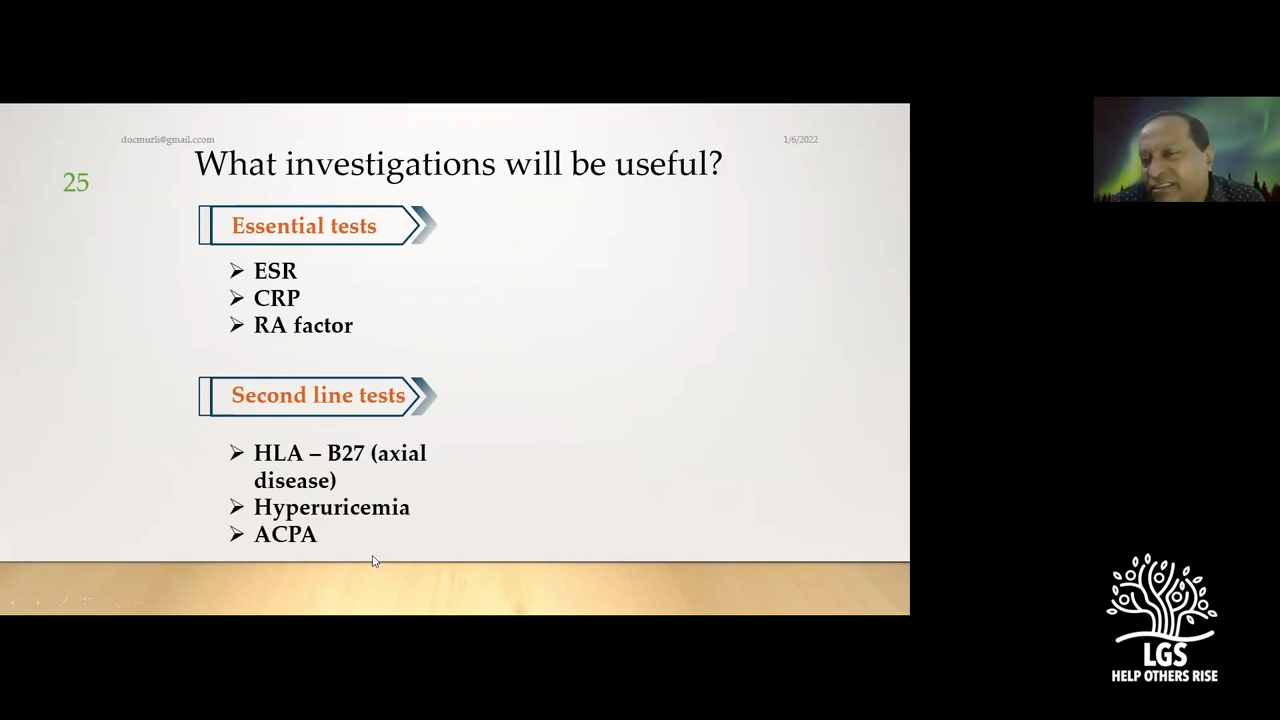 docmurli@gmail.ccom
1/6/2022
25
What investigations will be useful?
Essential tests
➢ ESR
➢ CRP
➢ RA factor
Second line tests
➢ HLA – B27 (axial
disease)
➢ Hyperuricemia
➢ ACPA
LGS
HELP OTHERS RISE